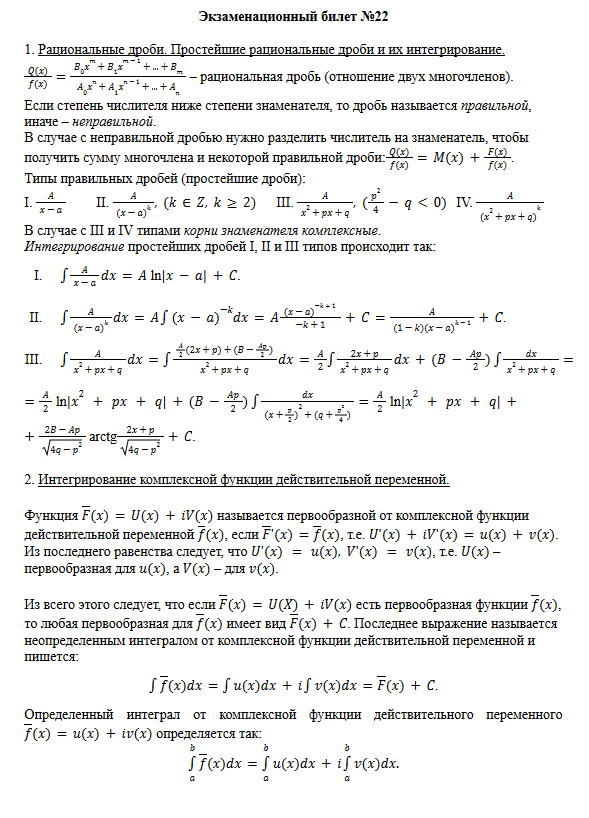 Экзаменационный билет №22
1. Рациональные дроби. Простейшие рациональные дроби и их интегрирование.
$\frac{Q(x)}{f(x)} = \frac{B_0x^m + B_1x^{m-1} + ... + B_m}{A_0x^n + A_1x^{n-1} + ... + A_n}$ – рациональная дробь (отношение двух многочленов).
Если степень числителя ниже степени знаменателя, то дробь называется правильной,
иначе – неправильной.
В случае с неправильной дробью нужно разделить числитель на знаменатель, чтобы
получить сумму многочлена и некоторой правильной дроби: $\frac{Q(x)}{f(x)} = M(x) + \frac{F(x)}{f(x)}$.
Типы правильных дробей (простейшие дроби):
I. $\frac{A}{x-a}$ II. $\frac{A}{(x-a)^k}$, $(k \in Z, k \geq 2)$ III. $\frac{A}{x^2+px+q}$, $(\frac{p^2}{4} - q < 0)$ IV. $\frac{A}{(x^2+px+q)^k}$
В случае с III и IV типами корни знаменателя комплексные.
Интегрирование простейших дробей I, II и III типов происходит так:
I. $\int \frac{A}{x-a} dx = A \ln|x - a| + C.$
II. $\int \frac{A}{(x-a)^k} dx = A \int (x - a)^{-k} dx = A \frac{(x-a)^{-k+1}}{-k+1} + C = \frac{A}{(1-k)(x-a)^{k-1}} + C.$
III. $\int \frac{A}{x^2+px+q} dx = \int \frac{\frac{A}{2}(2x+p)+(B-\frac{Ap}{2})}{x^2+px+q} dx = \frac{A}{2} \int \frac{2x+p}{x^2+px+q} dx + (B - \frac{Ap}{2}) \int \frac{dx}{x^2+px+q} =$
$= \frac{A}{2} \ln|x^2 + px + q| + (B - \frac{Ap}{2}) \int \frac{dx}{(x+\frac{p}{2})^2+(q+\frac{p^2}{4})} = \frac{A}{2} \ln|x^2 + px + q| +$
$+ \frac{2B-Ap}{\sqrt{4q-p^2}} \text{arctg} \frac{2x+p}{\sqrt{4q-p^2}} + C.$
2. Интегрирование комплексной функции действительной переменной.
Функция $\overline{F}(x) = U(x) + iV(x)$ называется первообразной от комплексной функции
действительной переменной $\overline{f}(x)$, если $\overline{F}'(x) = \overline{f}(x)$, т.е. $U'(x) + iV'(x) = u(x) + v(x)$.
Из последнего равенства следует, что $U'(x) = u(x), V'(x) = v(x)$, т.е. $U(x)$ –
первообразная для $u(x)$, а $V(x)$ – для $v(x)$.
Из всего этого следует, что если $\overline{F}(x) = U(X) + iV(x)$ есть первообразная функции $\overline{f}(x)$,
то любая первообразная для $\overline{f}(x)$ имеет вид $\overline{F}(x) + C$. Последнее выражение называется
неопределенным интегралом от комплексной функции действительной переменной и
пишется:
$\int \overline{f}(x)dx = \int u(x)dx + i \int v(x)dx = \overline{F}(x) + C.$
Определенный интеграл от комплексной функции действительного переменного
$\overline{f}(x) = u(x) + iv(x)$ определяется так:
$\int_a^b \overline{f}(x)dx = \int_a^b u(x)dx + i \int_a^b v(x)dx.$